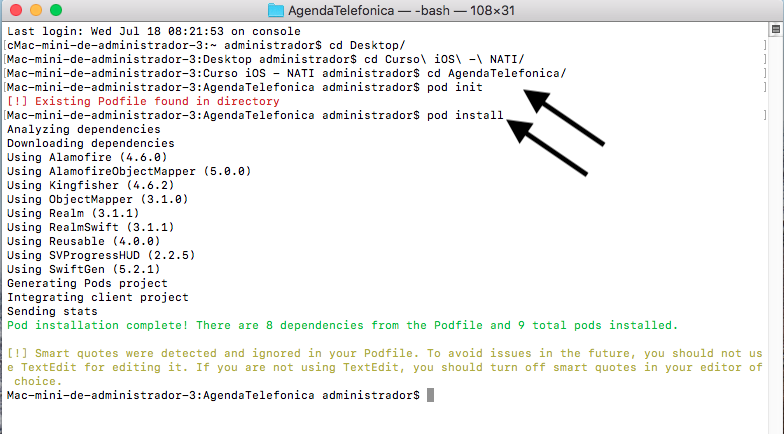 AgendaTelefonica — -bash — 108×31
Last login: Wed Jul 18 08:21:53 on console
[cMac-mini-de-administrador-3:~ administrador$ cd Desktop/ ]
[Mac-mini-de-administrador-3:Desktop administrador$ cd Curso\ iOS\ -\ NATI/ ]
[Mac-mini-de-administrador-3:Curso iOS - NATI administrador$ cd AgendaTelefonica/ ]
[Mac-mini-de-administrador-3:AgendaTelefonica administrador$ pod init ]
[!] Existing Podfile found in directory
[Mac-mini-de-administrador-3:AgendaTelefonica administrador$ pod install ]
Analyzing dependencies
Downloading dependencies
Using Alamofire (4.6.0)
Using AlamofireObjectMapper (5.0.0)
Using Kingfisher (4.6.2)
Using ObjectMapper (3.1.0)
Using Realm (3.1.1)
Using RealmSwift (3.1.1)
Using Reusable (4.0.0)
Using SVProgressHUD (2.2.5)
Using SwiftGen (5.2.1)
Generating Pods project
Integrating client project
Sending stats
Pod installation complete! There are 8 dependencies from the Podfile and 9 total pods installed.
[!] Smart quotes were detected and ignored in your Podfile. To avoid issues in the future, you should not us
e TextEdit for editing it. If you are not using TextEdit, you should turn off smart quotes in your editor of
choice.
Mac-mini-de-administrador-3:AgendaTelefonica administrador$